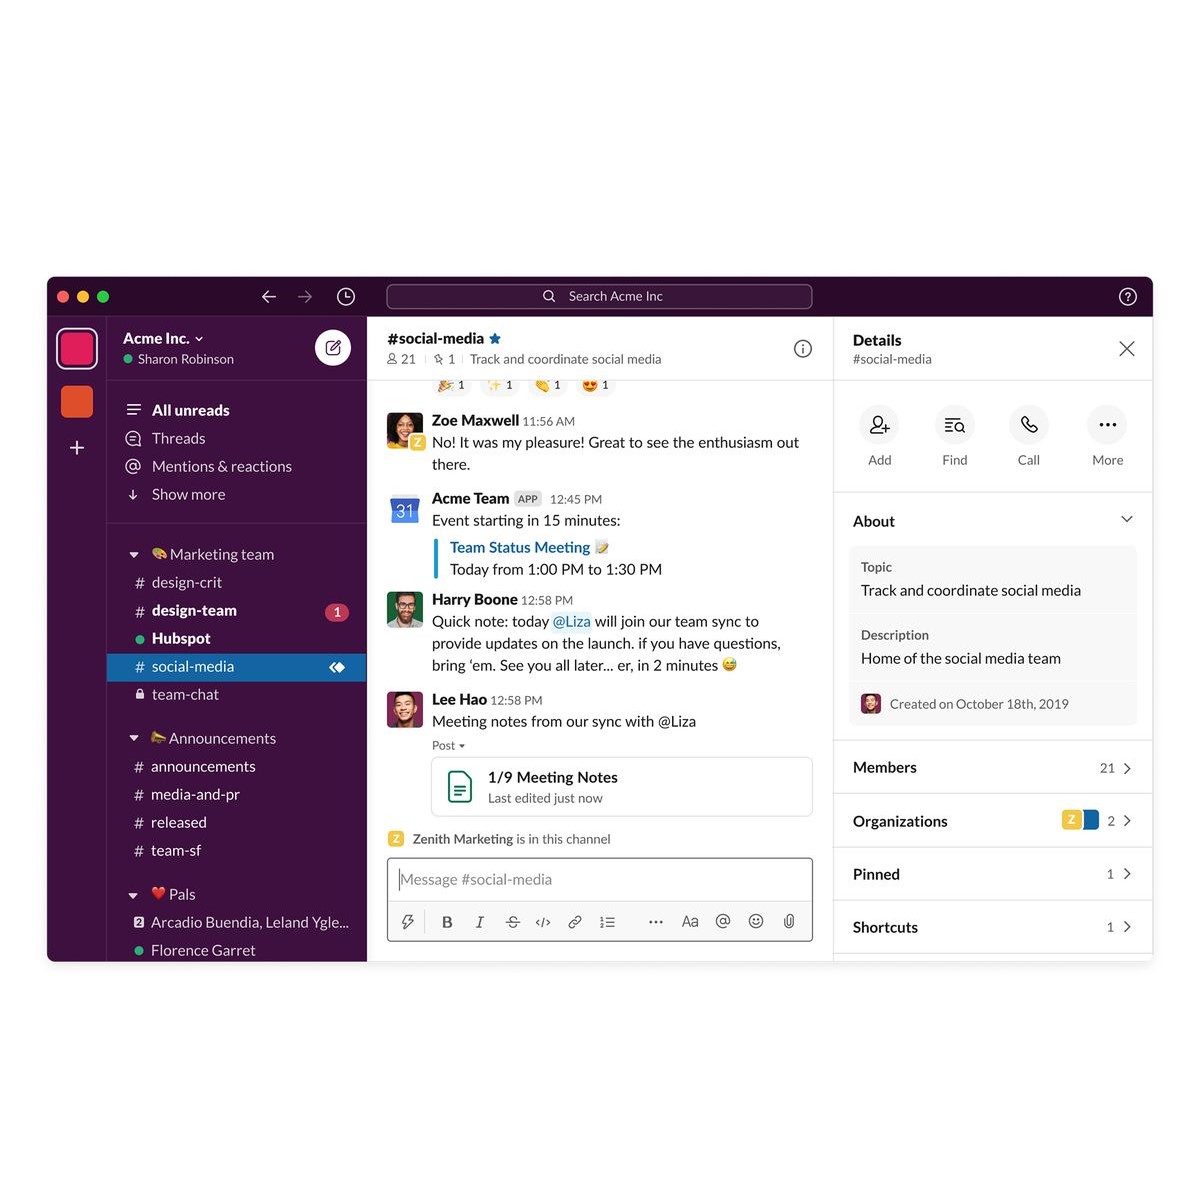 Search Acme Inc
Acme Inc.
Sharon Robinson
All unreads
Threads
Mentions & reactions
Show more
Marketing team
# design-crit
# design-team 1
Hubspot
# social-media
team-chat
Announcements
# announcements
# media-and-pr
# released
# team-sf
Pals
2 Arcadio Buendia, Leland Ygle...
Florence Garret
#social-media
21 | 1 | Track and coordinate social media
1 1 1 1
Zoe Maxwell 11:56 AM
Z
No! It was my pleasure! Great to see the enthusiasm out
there.
31
Acme Team APP 12:45 PM
Event starting in 15 minutes:
Team Status Meeting
Today from 1:00 PM to 1:30 PM
Harry Boone 12:58 PM
Quick note: today @Liza will join our team sync to
provide updates on the launch. if you have questions,
bring ‘em. See you all later... er, in 2 minutes
Lee Hao 12:58 PM
Meeting notes from our sync with @Liza
Post
1/9 Meeting Notes
Last edited just now
Z Zenith Marketing is in this channel
Message #social-media
B I S </> Aa @
Details
#social-media
Add Find Call More
About
Topic
Track and coordinate social media
Description
Home of the social media team
Created on October 18th, 2019
Members 21
Organizations Z 2
Pinned 1
Shortcuts 1